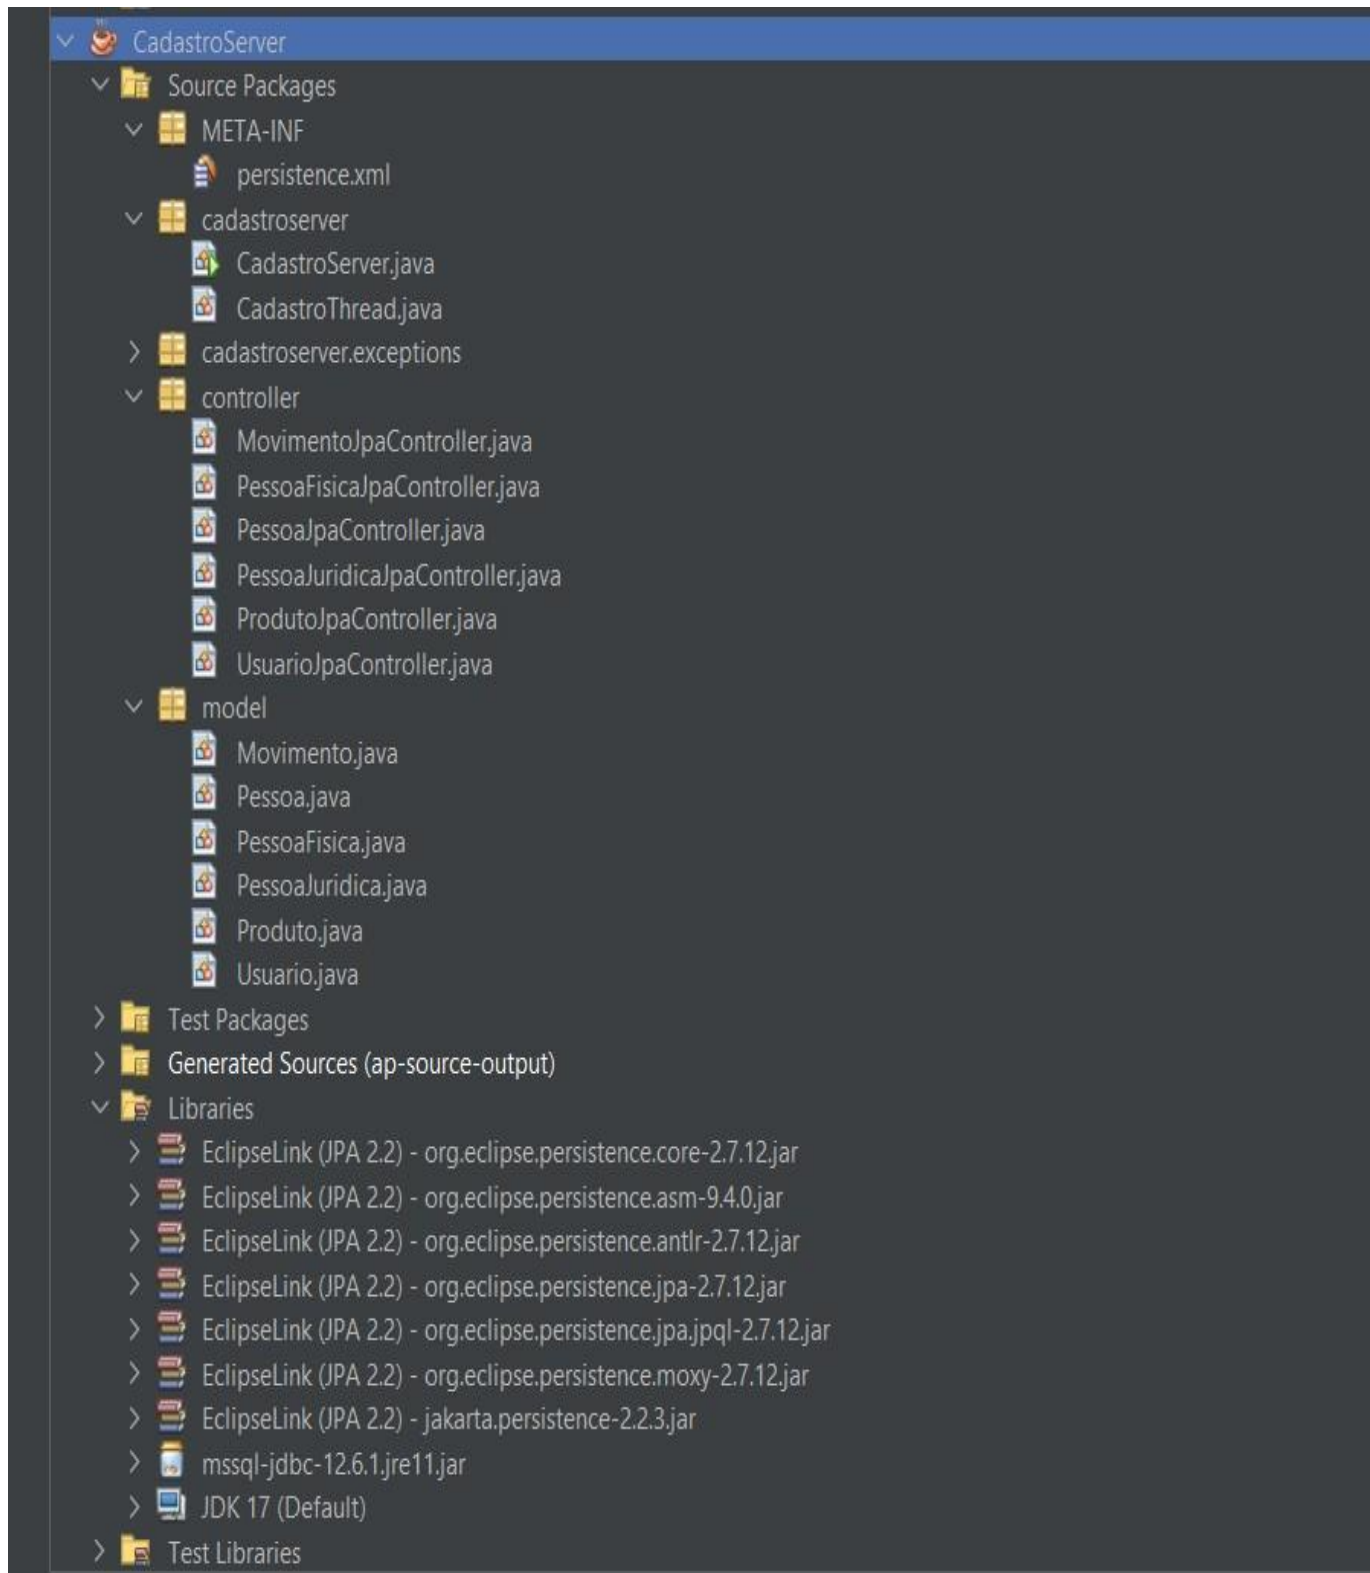 CadastroServer
Source Packages
META-INF
persistence.xml
cadastroserver
CadastroServer.java
CadastroThread.java
cadastroserver.exceptions
controller
MovimentoJpaController.java
PessoaFisicaJpaController.java
PessoaJpaController.java
PessoaJuridicaJpaController.java
ProdutoJpaController.java
UsuarioJpaController.java
model
Movimento.java
Pessoa.java
PessoaFisica.java
PessoaJuridica.java
Produto.java
Usuario.java
Test Packages
Generated Sources (ap-source-output)
Libraries
EclipseLink (JPA 2.2) - org.eclipse.persistence.core-2.7.12.jar
EclipseLink (JPA 2.2) - org.eclipse.persistence.asm-9.4.0.jar
EclipseLink (JPA 2.2) - org.eclipse.persistence.antlr-2.7.12.jar
EclipseLink (JPA 2.2) - org.eclipse.persistence.jpa-2.7.12.jar
EclipseLink (JPA 2.2) - org.eclipse.persistence.jpa.jpql-2.7.12.jar
EclipseLink (JPA 2.2) - org.eclipse.persistence.moxy-2.7.12.jar
EclipseLink (JPA 2.2) - jakarta.persistence-2.2.3.jar
mssql-jdbc-12.6.1.jre11.jar
JDK 17 (Default)
Test Libraries